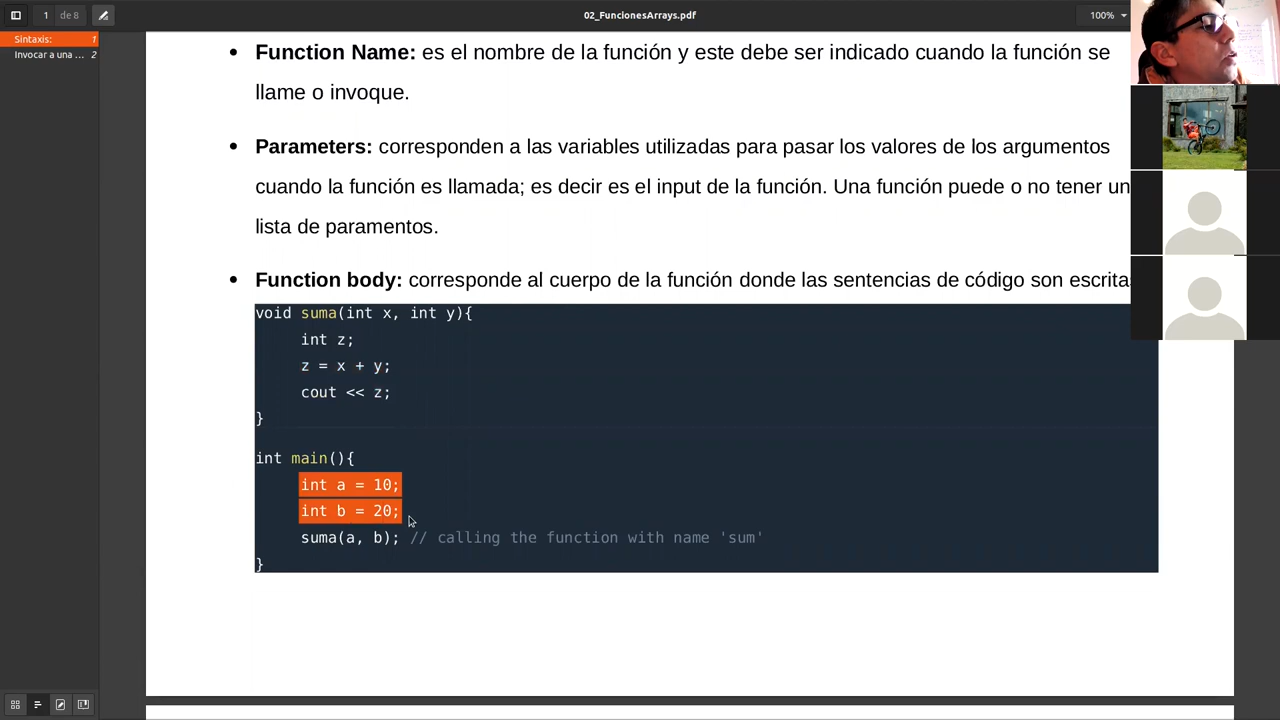 1 de 8
02_FuncionesArrays.pdf
100%
Sintaxis: 1
Invocar a una ... 2
• Function Name: es el nombre de la función y este debe ser indicado cuando la función se
llame o invoque.
• Parameters: corresponden a las variables utilizadas para pasar los valores de los argumentos
cuando la función es llamada; es decir es el input de la función. Una función puede o no tener un
lista de paramentos.
• Function body: corresponde al cuerpo de la función donde las sentencias de código son escritas
void suma(int x, int y){
int z;
z = x + y;
cout << z;
}
int main(){
int a = 10;
int b = 20;
suma(a, b); // calling the function with name 'sum'
}